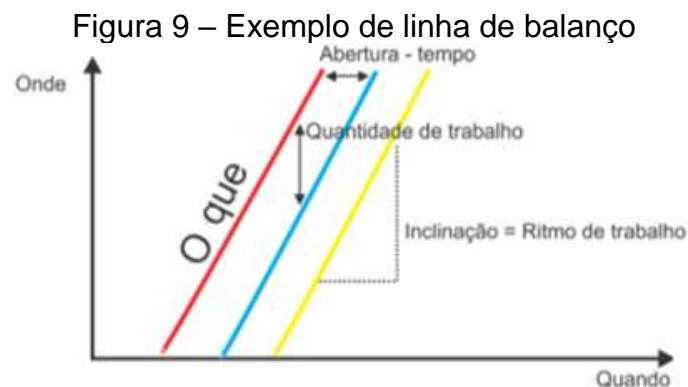 Figura 9 – Exemplo de linha de balanço
Abertura - tempo
Onde
Quantidade de trabalho
O que
Inclinação = Ritmo de trabalho
Quando